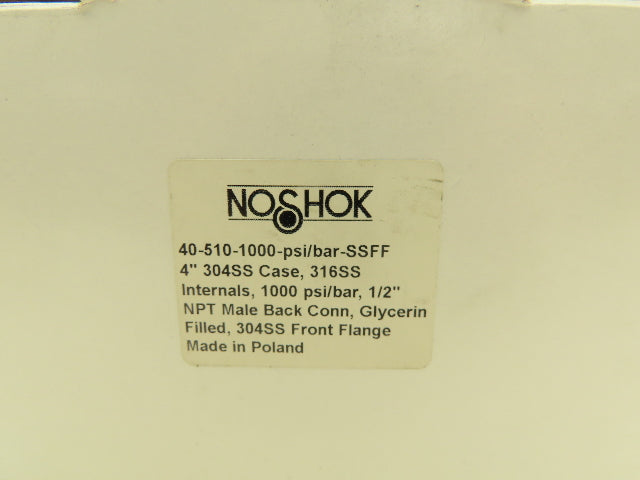 NOSHOK
40-510-1000-psi/bar-SSFF
4" 304SS Case, 316SS
Internals, 1000 psi/bar, 1/2"
NPT Male Back Conn, Glycerin
Filled, 304SS Front Flange
Made in Poland